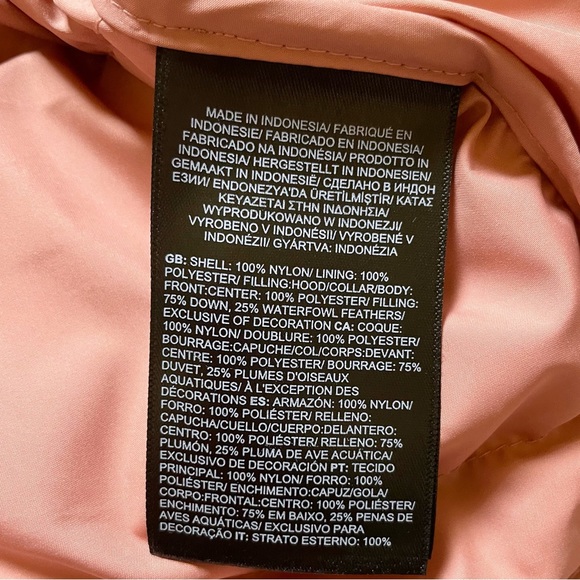 MADE IN INDONESIA/ FABRIQUÉ EN
INDONESIE/ FABRICADO EN INDONESIA/
FABRICADO NA INDONÉSIA/ PRODOTTO IN
INDONESIA/ HERGESTELLT IN INDONESIEN/
GEMAAKT IN INDONESIË/ СДЕЛАНО В ИНДОН
ЕЗИИ/ ENDONEZYA'DA ÜRETİLMİŞTİR/ ΚΑΤΑΣ
ΚΕΥΑΖΕΤΑΙ ΣΤΗΝ ΙΝΔΟΝΗΣΙΑ/
WYPRODUKOWANO W INDONEZJI/
VYROBENO V INDONÉSII/ VYROBENÉ V
INDONÉZII/ GYÁRTVA: INDONÉZIA
GB: SHELL: 100% NYLON/ LINING: 100%
POLYESTER/ FILLING:HOOD/COLLAR/BODY:
FRONT:CENTER: 100% POLYESTER/ FILLING:
75% DOWN, 25% WATERFOWL FEATHERS/
EXCLUSIVE OF DECORATION CA: COQUE:
100% NYLON/ DOUBLURE: 100% POLYESTER/
BOURRAGE:CAPUCHE/COL/CORPS:DEVANT:
CENTRE: 100% POLYESTER/ BOURRAGE: 75%
DUVET, 25% PLUMES D'OISEAUX
AQUATIQUES/ À L'EXCEPTION DES
DÉCORATIONS ES: ARMAZÓN: 100% NYLON/
FORRO: 100% POLIÉSTER/ RELLENO:
CAPUCHA/CUELLO/CUERPO:DELANTERO:
CENTRO: 100% POLIÉSTER/ RELLENO: 75%
PLUMÓN, 25% PLUMA DE AVE ACUÁTICA/
EXCLUSIVO DE DECORACIÓN PT: TECIDO
PRINCIPAL: 100% NYLON/ FORRO: 100%
POLIÉSTER/ ENCHIMENTO:CAPUZ/GOLA/
CORPO:FRONTAL:CENTRO: 100% POLIÉSTER/
ENCHIMENTO: 75% EM BAIXO, 25% PENAS DE
AVES AQUÁTICAS/ EXCLUSIVO PARA
DECORAÇÃO IT: STRATO ESTERNO: 100%